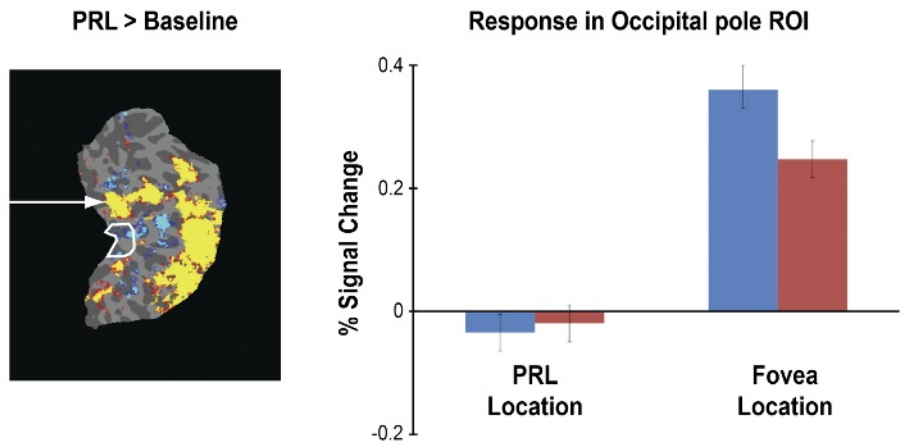 PRL > Baseline
Response in Occipital pole ROI
% Signal Change
0.4
0.2
0
-0.2
PRL
Location
Fovea
Location